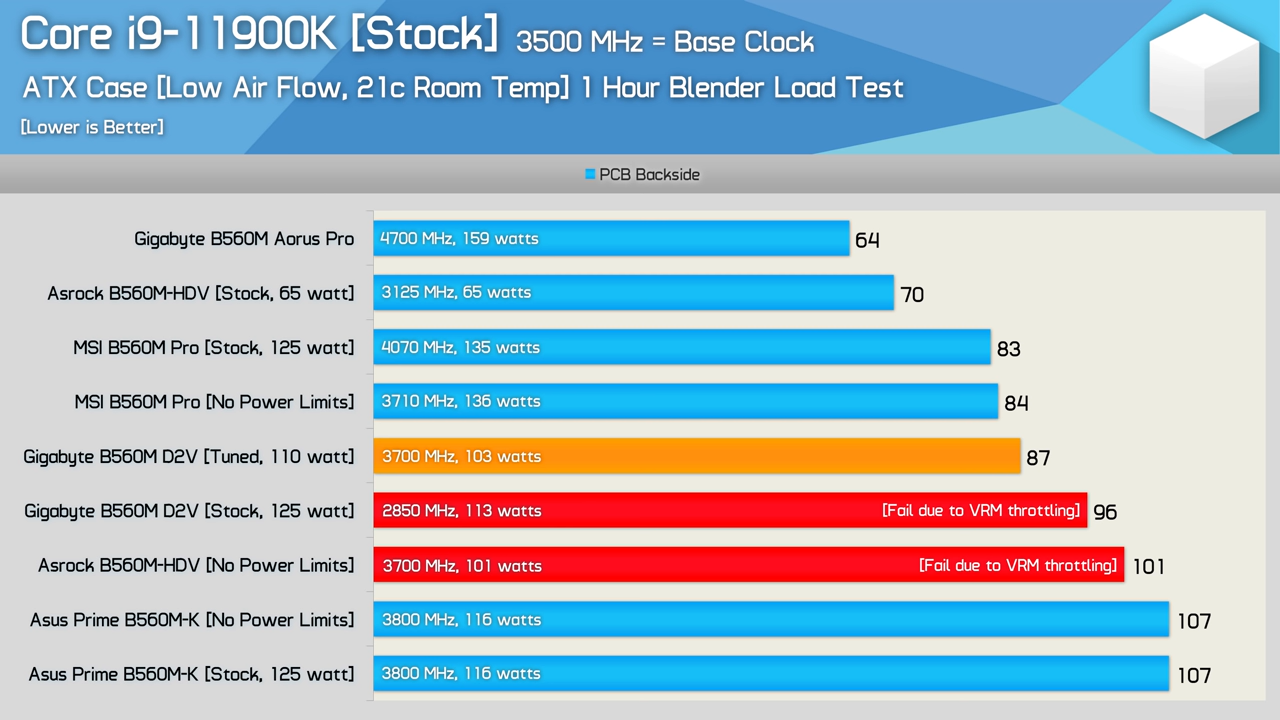 Core i9-11900K [Stock] 3500 MHz = Base Clock
ATX Case [Low Air Flow, 21c Room Temp] 1 Hour Blender Load Test
[Lower is Better]
PCB Backside
Gigabyte B560M Aorus Pro 4700 MHz, 159 watts 64
Asrock B560M-HDV [Stock, 65 watt] 3125 MHz, 65 watts 70
MSI B560M Pro [Stock, 125 watt] 4070 MHz, 135 watts 83
MSI B560M Pro [No Power Limits] 3710 MHz, 136 watts 84
Gigabyte B560M D2V [Tuned, 110 watt] 3700 MHz, 103 watts 87
Gigabyte B560M D2V [Stock, 125 watt] 2850 MHz, 113 watts [Fail due to VRM throttling] 96
Asrock B560M-HDV [No Power Limits] 3700 MHz, 101 watts [Fail due to VRM throttling] 101
Asus Prime B560M-K [No Power Limits] 3800 MHz, 116 watts 107
Asus Prime B560M-K [Stock, 125 watt] 3800 MHz, 116 watts 107